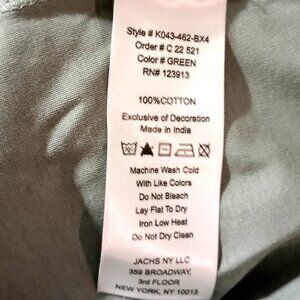 Style # K043-462-BX4
Order # C 22 521
Color # GREEN
RN# 123913
100%COTTON
Exclusive of Decoration
Made in India
Machine Wash Cold
With Like Colors
Do Not Bleach
Lay Flat To Dry
Iron Low Heat
Do Not Dry Clean
JACHS NY LLC
359 BROADWAY,
3rd FLOOR
NEW YORK, NY 10013